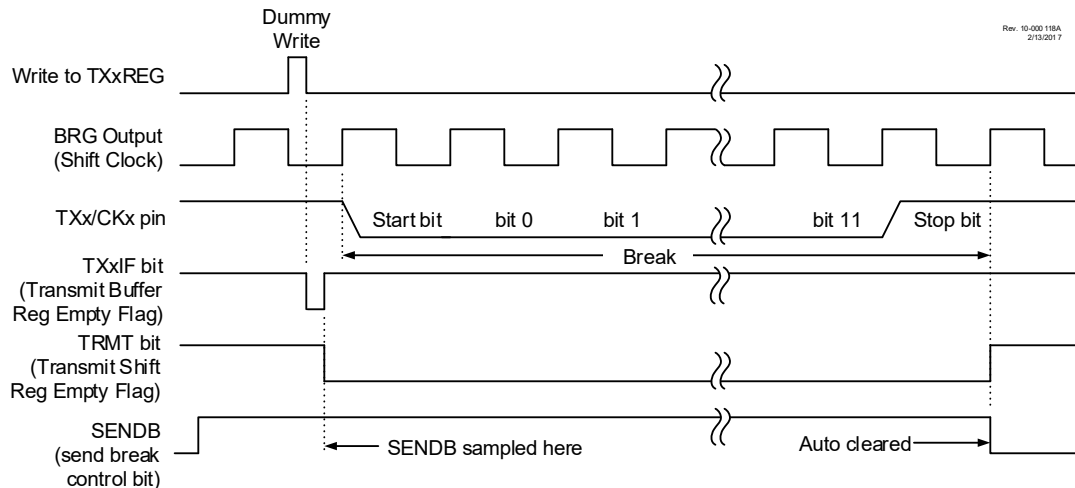 Dummy
Write
Rev. 10-000 118A
2/13/201 7
Write to TXxREG
BRG Output
(Shift Clock)
TXx/CKx pin
Start bit
bit 0
bit 1
bit 11
Stop bit
Break
TXxIF bit
(Transmit Buffer
Reg Empty Flag)
TRMT bit
(Transmit Shift
Reg Empty Flag)
SENDB
(send break
control bit)
SENDB sampled here
Auto cleared